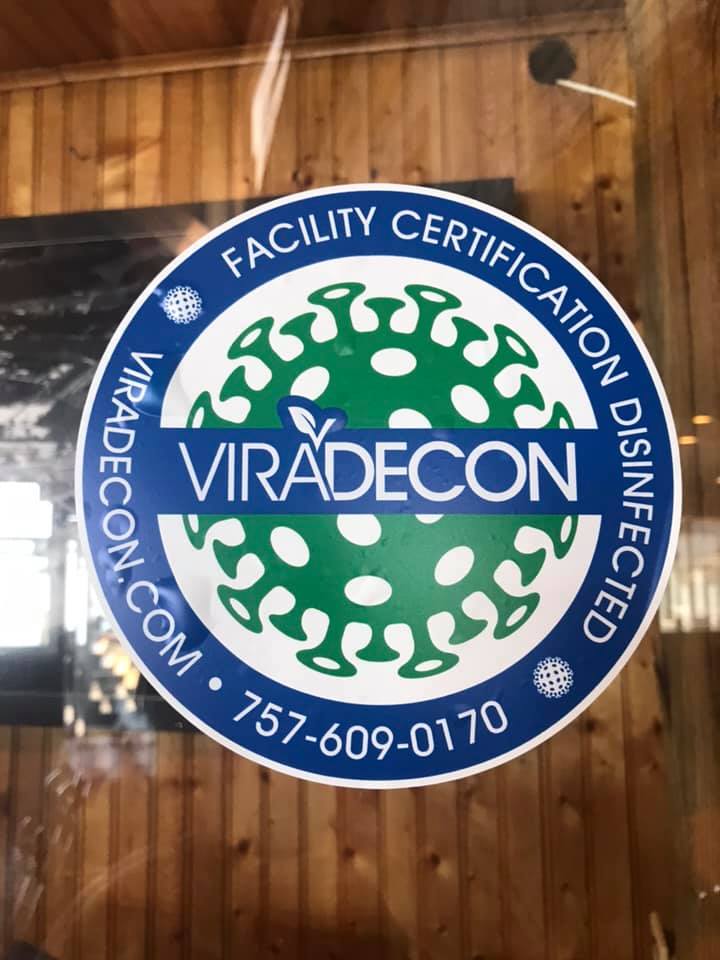 FACILITY CERTIFICATION DISINFECTED
VIRADECON
VIRADECON.COM • 757-609-0170